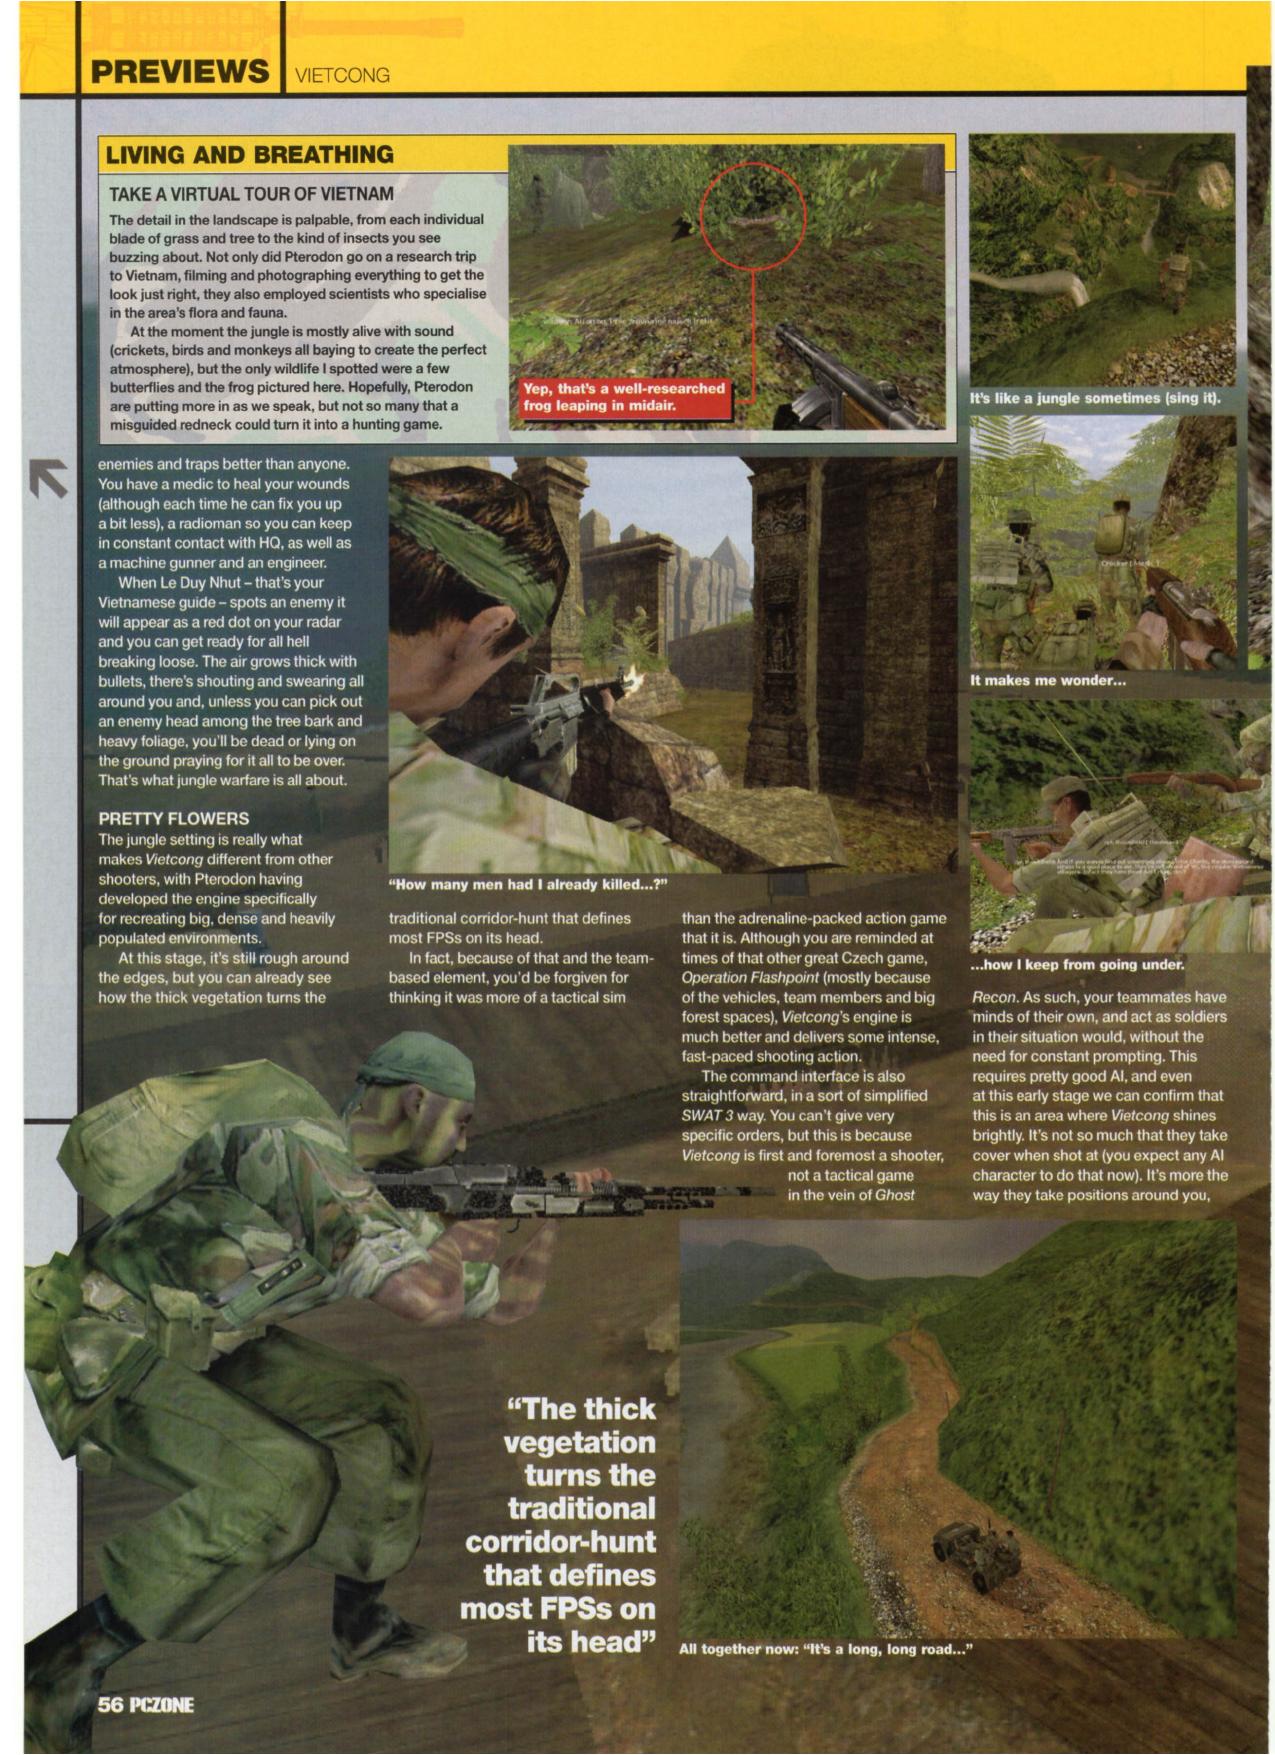 PREVIEWS
VIETCONG
LIVING AND BREATHING
TAKE A VIRTUAL TOUR OF VIETNAM
The detail in the landscape is palpable, from each individual
blade of grass and tree to the kind of insects you see
buzzing about. Not only did Pterodon go on a research trip
to Vietnam, filming and photographing everything to get the
look just right, they also employed scientists who specialise
in the area's flora and fauna.
At the moment the jungle is mostly alive with sound
(crickets, birds and monkeys all baying to create the perfect
atmosphere), but the only wildlife I spotted were a few
butterflies and the frog pictured here. Hopefully, Pterodon
are putting more in as we speak, but not so many that a
misguided redneck could turn it into a hunting game.
Yep, that's a well-researched
frog leaping in midair.
It's like a jungle sometimes (sing it).
It makes me wonder...
...how I keep from going under.
enemies and traps better than anyone.
You have a medic to heal your wounds
(although each time he can fix you up
a bit less), a radioman so you can keep
in constant contact with HQ, as well as
a machine gunner and an engineer.
When Le Duy Nhut – that's your
Vietnamese guide – spots an enemy it
will appear as a red dot on your radar
and you can get ready for all hell
breaking loose. The air grows thick with
bullets, there's shouting and swearing all
around you and, unless you can pick out
an enemy head among the tree bark and
heavy foliage, you'll be dead or lying on
the ground praying for it all to be over.
That's what jungle warfare is all about.
PRETTY FLOWERS
The jungle setting is really what
makes Vietcong different from other
shooters, with Pterodon having
developed the engine specifically
for recreating big, dense and heavily
populated environments.
At this stage, it's still rough around
the edges, but you can already see
how the thick vegetation turns the
"How many men had I already killed...?"
traditional corridor-hunt that defines
most FPSs on its head.
In fact, because of that and the team-
based element, you'd be forgiven for
thinking it was more of a tactical sim
than the adrenaline-packed action game
that it is. Although you are reminded at
times of that other great Czech game,
Operation Flashpoint (mostly because
of the vehicles, team members and big
forest spaces), Vietcong's engine is
much better and delivers some intense,
fast-paced shooting action.
The command interface is also
straightforward, in a sort of simplified
SWAT 3 way. You can't give very
specific orders, but this is because
Vietcong is first and foremost a shooter,
not a tactical game
in the vein of Ghost
Recon. As such, your teammates have
minds of their own, and act as soldiers
in their situation would, without the
need for constant prompting. This
requires pretty good AI, and even
at this early stage we can confirm that
this is an area where Vietcong shines
brightly. It's not so much that they take
cover when shot at (you expect any AI
character to do that now). It's more the
way they take positions around you,
"The thick
vegetation
turns the
traditional
corridor-hunt
that defines
most FPSs on
its head"
All together now: "It's a long, long road..."
56 PCZONE